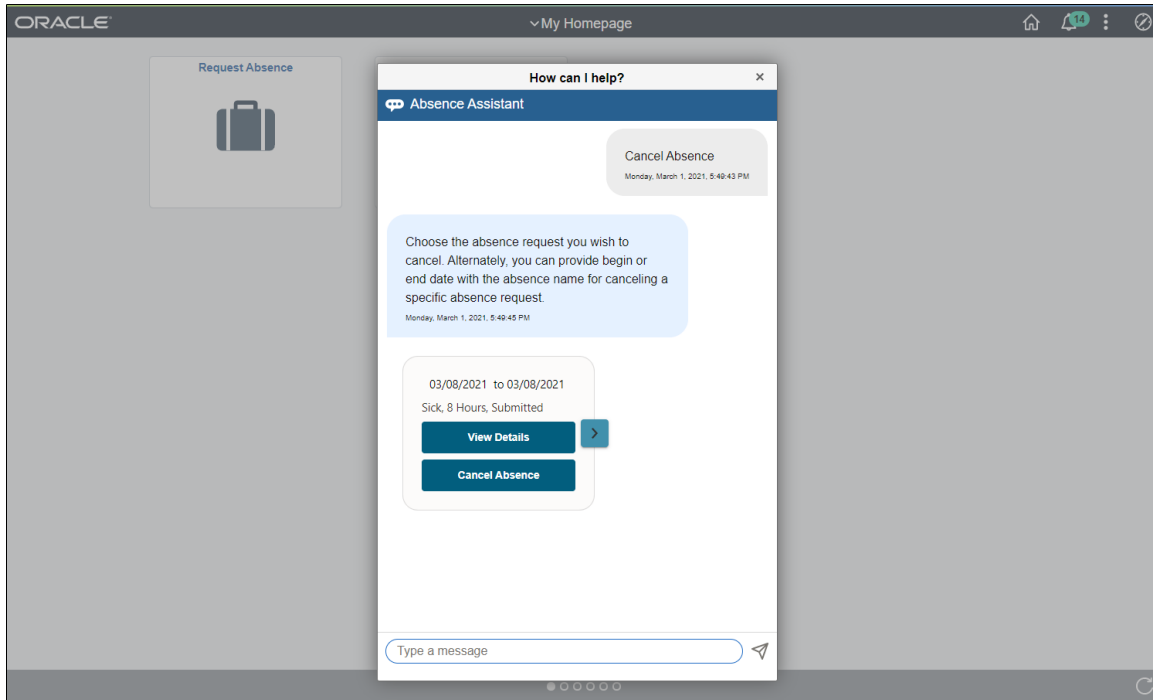 ORACLE
My Homepage
14
Request Absence
How can I help?
Absence Assistant
Cancel Absence
Monday, March 1, 2021, 5:49:43 PM
Choose the absence request you wish to
cancel. Alternately, you can provide begin or
end date with the absence name for canceling a
specific absence request.
Monday, March 1, 2021, 5:49:45 PM
03/08/2021 to 03/08/2021
Sick, 8 Hours, Submitted
View Details
Cancel Absence
Type a message